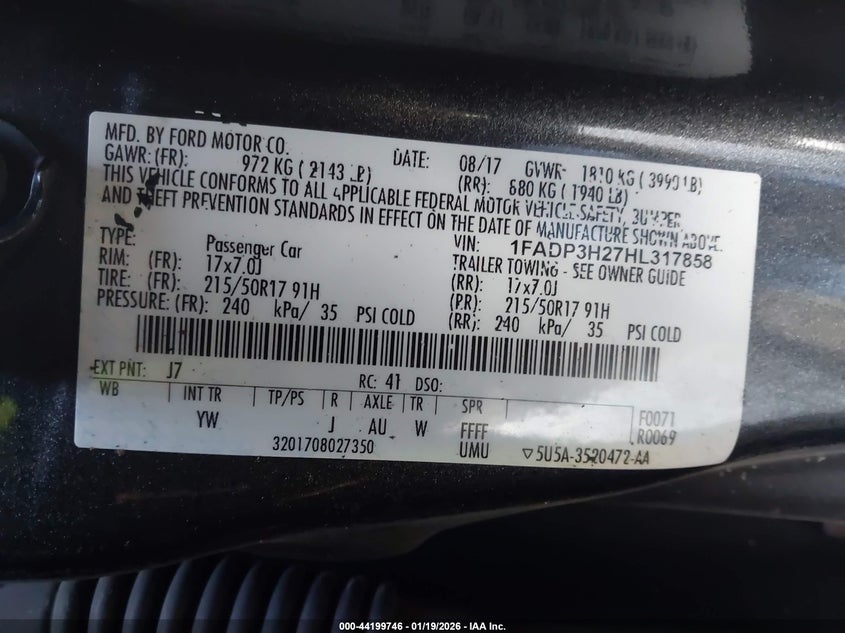 MFD. BY FORD MOTOR CO.
DATE: 08/17 GVWR- 1810 KG ( 3990 LB)
GAWR: (FR): 972 KG ( 2143 LB) (RR): 880 KG ( 1940 LB)
THIS VEHICLE CONFORMS TO ALL APPLICABLE FEDERAL MOTOR VEHICLE SAFETY, BUMPER,
AND THEFT PREVENTION STANDARDS IN EFFECT ON THE DATE OF MANUFACTURE SHOWN ABOVE.
VIN: 1FADP3H27HL317858
TYPE: Passenger Car TRAILER TOWING - SEE OWNER GUIDE
RIM: (FR): 17x7.0J (RR): 17x7.0J
TIRE: (FR): 215/50R17 91H (RR): 215/50R17 91H
PRESSURE: (FR): 240 kPa/ 35 PSI COLD (RR): 240 kPa/ 35 PSI COLD
EXT PNT: J7 RC: 41 DSO:
WB INT TR TP/PS R AXLE TR SPR F0071
YW J AU W FFFF R0069
3201708027350 UMU ▽5U5A-3520472-AA
000-44199746 - 01/19/2026 - IAA Inc.